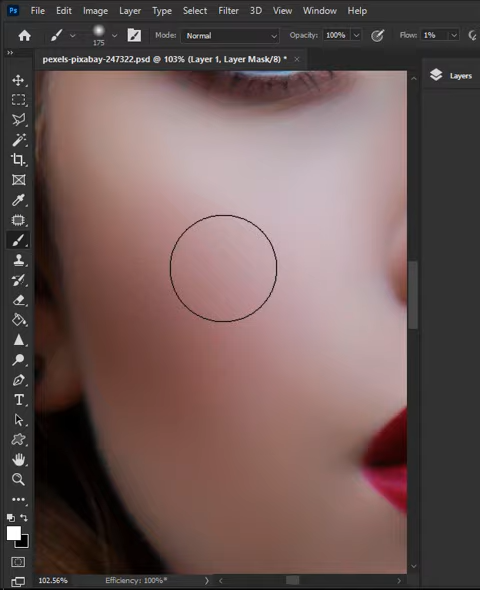 Ps File Edit Image Layer Type Select Filter 3D View Window Help
175 Mode: Normal Opacity: 100% Flow: 1%
pexels-pixabay-247322.psd @ 103% (Layer 1, Layer Mask/8) * ×
Layers
T
102.56% Efficiency: 100%*